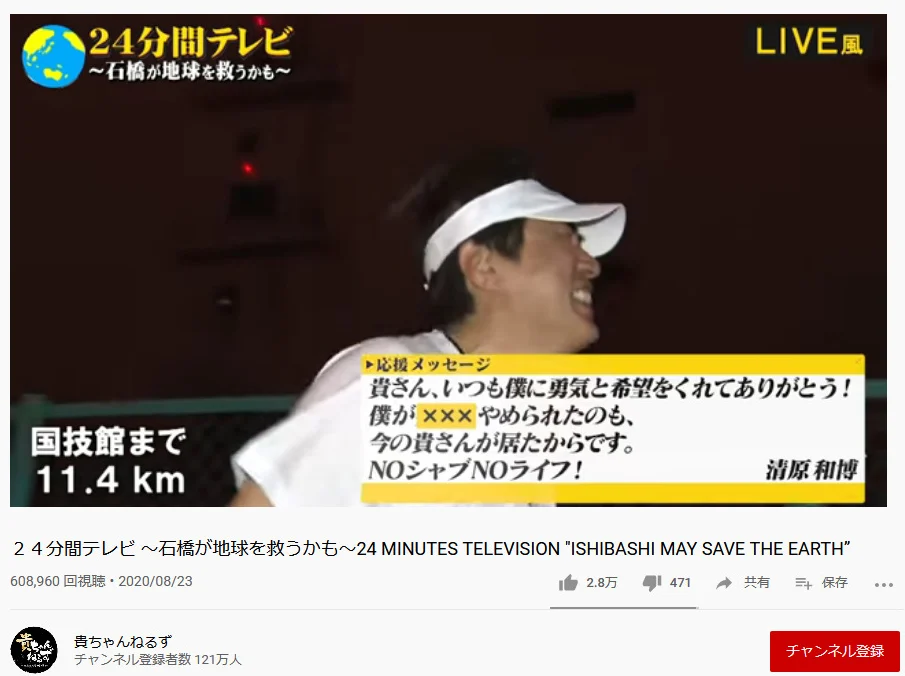 24分間テレビ
～石橋が地球を救うかも～
LIVE風
▶応援メッセージ
貴さん、いつも僕に勇気と希望をくれてありがとう！
僕が×××やめられたのも、
今の貴さんが居たからです。
NOシャブNOライフ！
清原和博
国技館まで
11.4 km
２４分間テレビ ～石橋が地球を救うかも～24 MINUTES TELEVISION "ISHIBASHI MAY SAVE THE EARTH”
608,960 回視聴・2020/08/23
2.8万 471 共有 保存
貴ちゃんねるず
チャンネル登録者数 121万人
チャンネル登録